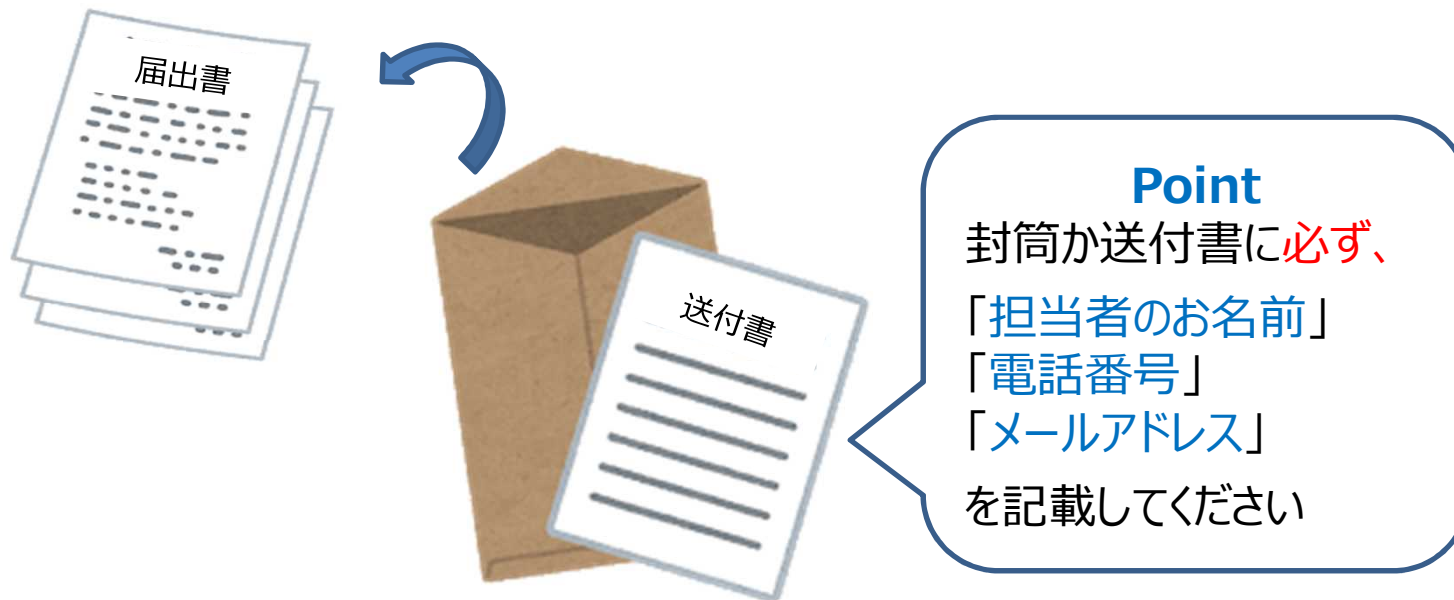 届出書
送付書
Point
封筒か送付書に必ず、
「担当者のお名前」
「電話番号」
「メールアドレス」
を記載してください